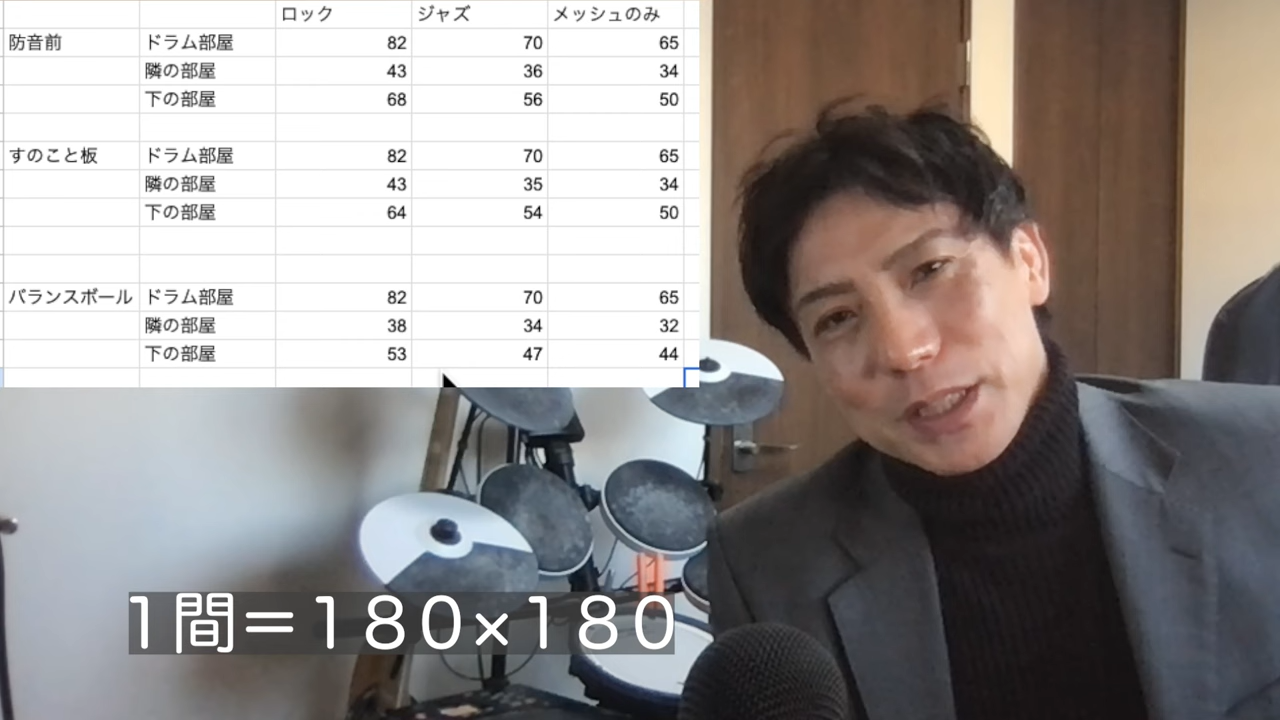 ロック ジャズ メッシュのみ
防音前 ドラム部屋 82 70 65
隣の部屋 43 36 34
下の部屋 68 56 50
すのこと板 ドラム部屋 82 70 65
隣の部屋 43 35 34
下の部屋 64 54 50
バランスボール ドラム部屋 82 70 65
隣の部屋 38 34 32
下の部屋 53 47 44
1間＝180×180